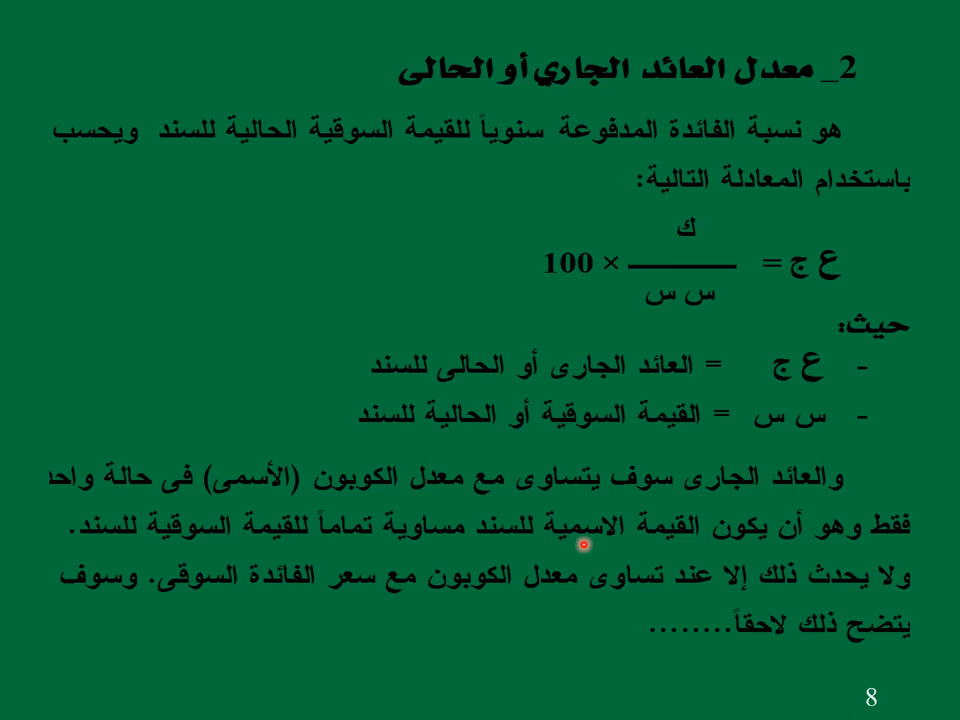 2_ معدل العائد الجاري أو الحالى
هو نسبة الفائدة المدفوعة سنوياً للقيمة السوقية الحالية للسند ويحسب
باستخدام المعادلة التالية:
ك
ع ج = ــــــــــــ × 100
س س
حيث:
- ع ج = العائد الجارى أو الحالى للسند
- س س = القيمة السوقية أو الحالية للسند
والعائد الجارى سوف يتساوى مع معدل الكوبون (الأسمى) فى حالة واحد
فقط وهو أن يكون القيمة الاسمية للسند مساوية تماماً للقيمة السوقية للسند.
ولا يحدث ذلك إلا عند تساوى معدل الكوبون مع سعر الفائدة السوقى. وسوف
يتضح ذلك لاحقاً........
8